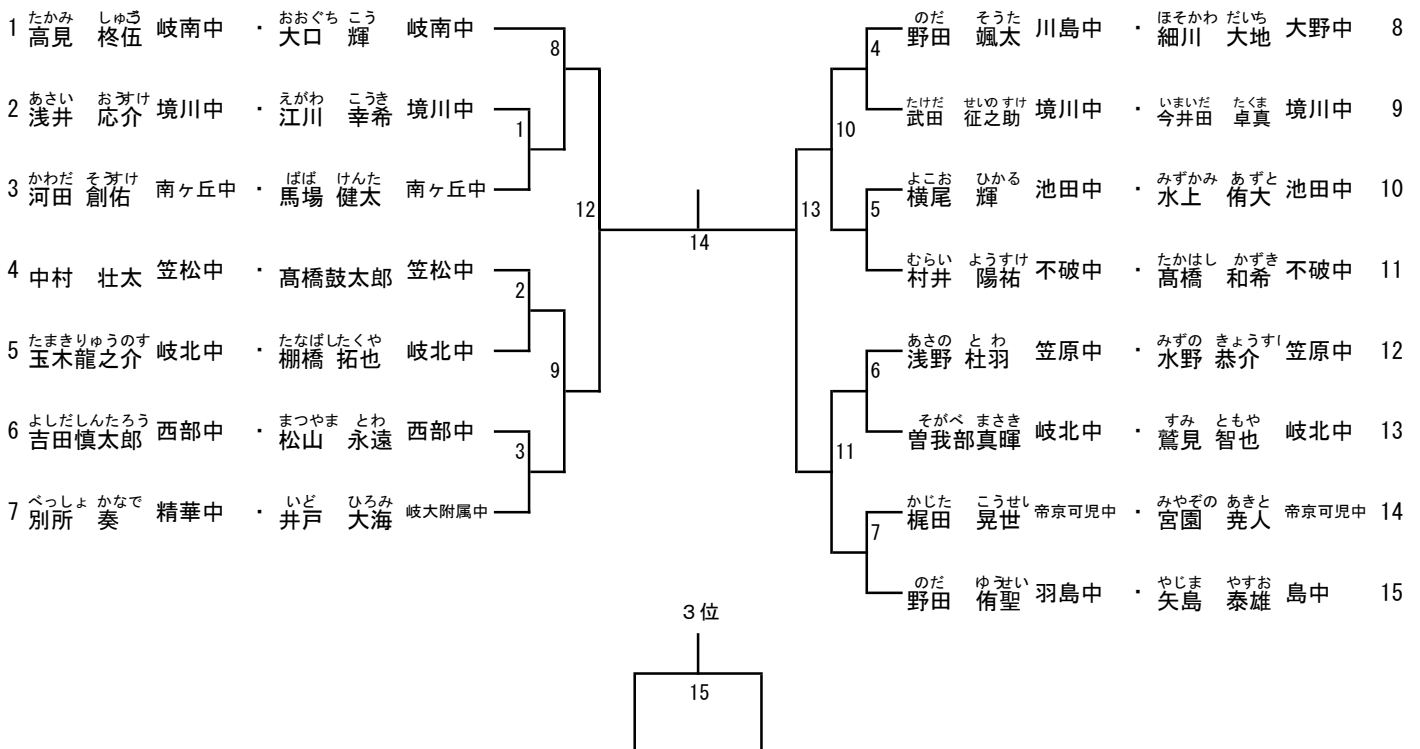 たかみ しゅうご おおぐち こう
1 高見 柊伍 岐南中 ・ 大口 輝 岐南中
8
あさい おうすけ えがわ こうき
2 浅井 応介 境川中 ・ 江川 幸希 境川中
1
かわだ そうすけ ばば けんた
3 河田 創佑 南ヶ丘中 ・ 馬場 健太 南ヶ丘中
12
4 中村 壮太 笠松中 ・ 髙橋鼓太郎 笠松中
2
たまきりゅうのす たなばしたくや
5 玉木龍之介 岐北中 ・ 棚橋 拓也 岐北中
9
よしだしんたろう まつやま とわ
6 吉田慎太郎 西部中 ・ 松山 永遠 西部中
3
べっしょ かなで いど ひろみ
7 別所 奏 精華中 ・ 井戸 大海 岐大附属中
14
のだ そうた ほそかわ だいち
野田 颯太 川島中 ・ 細川 大地 大野中 8
4
たけだ せいのすけ いまいだ たくま
武田 征之助 境川中 ・ 今井田 卓真 境川中 9
10
よこお ひかる みずかみ あずと
横尾 輝 池田中 ・ 水上 侑大 池田中 10
13
5
むらい ようすけ たかはし かずき
村井 陽祐 不破中 ・ 髙橋 和希 不破中 11
あさの とわ みずの きょうすけ
浅野 杜羽 笠原中 ・ 水野 恭介 笠原中 12
6
そがべ まさき すみ ともや
曽我部真暉 岐北中 ・ 鷲見 智也 岐北中 13
11
かじた こうせい みやぞの あきと
梶田 晃世 帝京可児中 ・ 宮園 尭人 帝京可児中 14
7
のだ ゆうせい やじま やすお
野田 侑聖 羽島中 ・ 矢島 泰雄 島中 15
3位
15